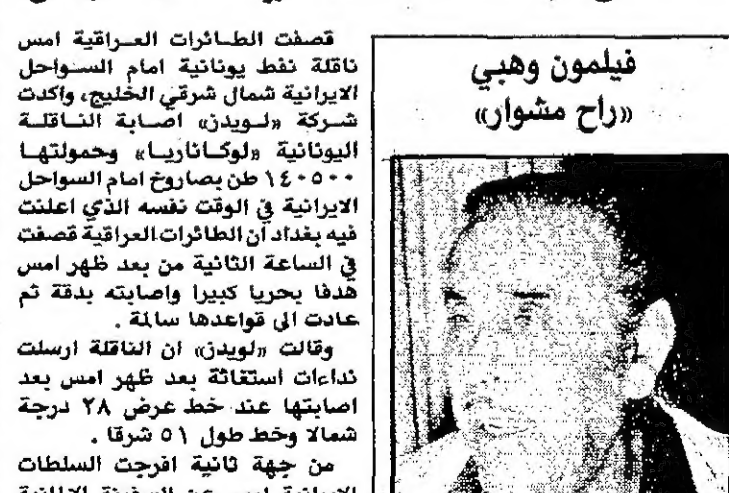 فيلمون وهبي
«راح مشوار»
قصفت الطائرات العراقية امس
ناقلة نفط يونانية امام السواحل
الايرانية شمال شرقي الخليج، واكدت
شركة «لويدز» اصابة الناقلة
اليونانية «لوكاناريا» وحمولتها
١٤٠٥٠٠ طن بصاروخ امام السواحل
الايرانية في الوقت نفسه الذي اعلنت
فيه بغداد ان الطائرات العراقية قصفت
في الساعة الثانية من بعد ظهر امس
هدفا بحريا كبيرا واصابته بدقة ثم
عادت الى قواعدها سالمة .
وقالت «لويدز» ان الناقلة ارسلت
نداءات استغاثة بعد ظهر امس بعد
اصابتها عند خط عرض ٢٨ درجة
شمالا وخط طول ٥١ شرقا .
من جهة ثانية افرجت السلطات